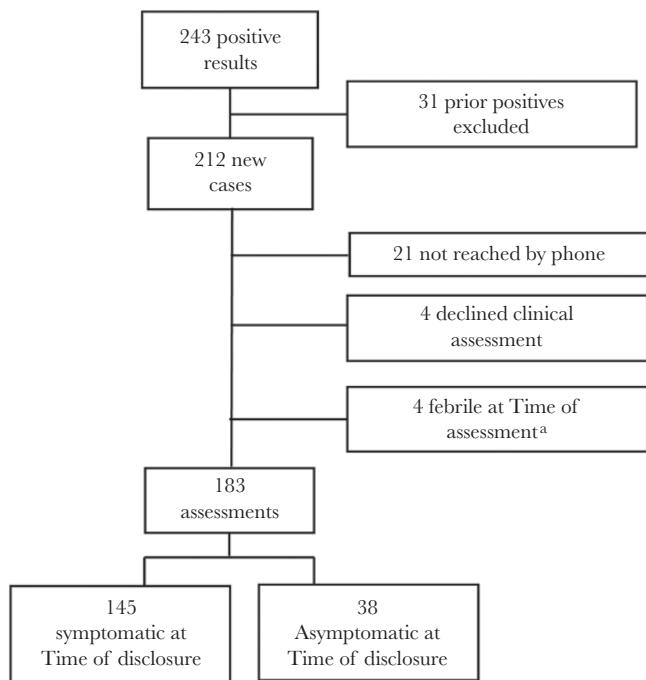 243 positive
results
31 prior positives
excluded
212 new
cases
21 not reached by phone
4 declined clinical
assessment
4 febrile at Time of
assessmentᵃ
183
assessments
145
symptomatic at
Time of disclosure
38
Asymptomatic at
Time of disclosure